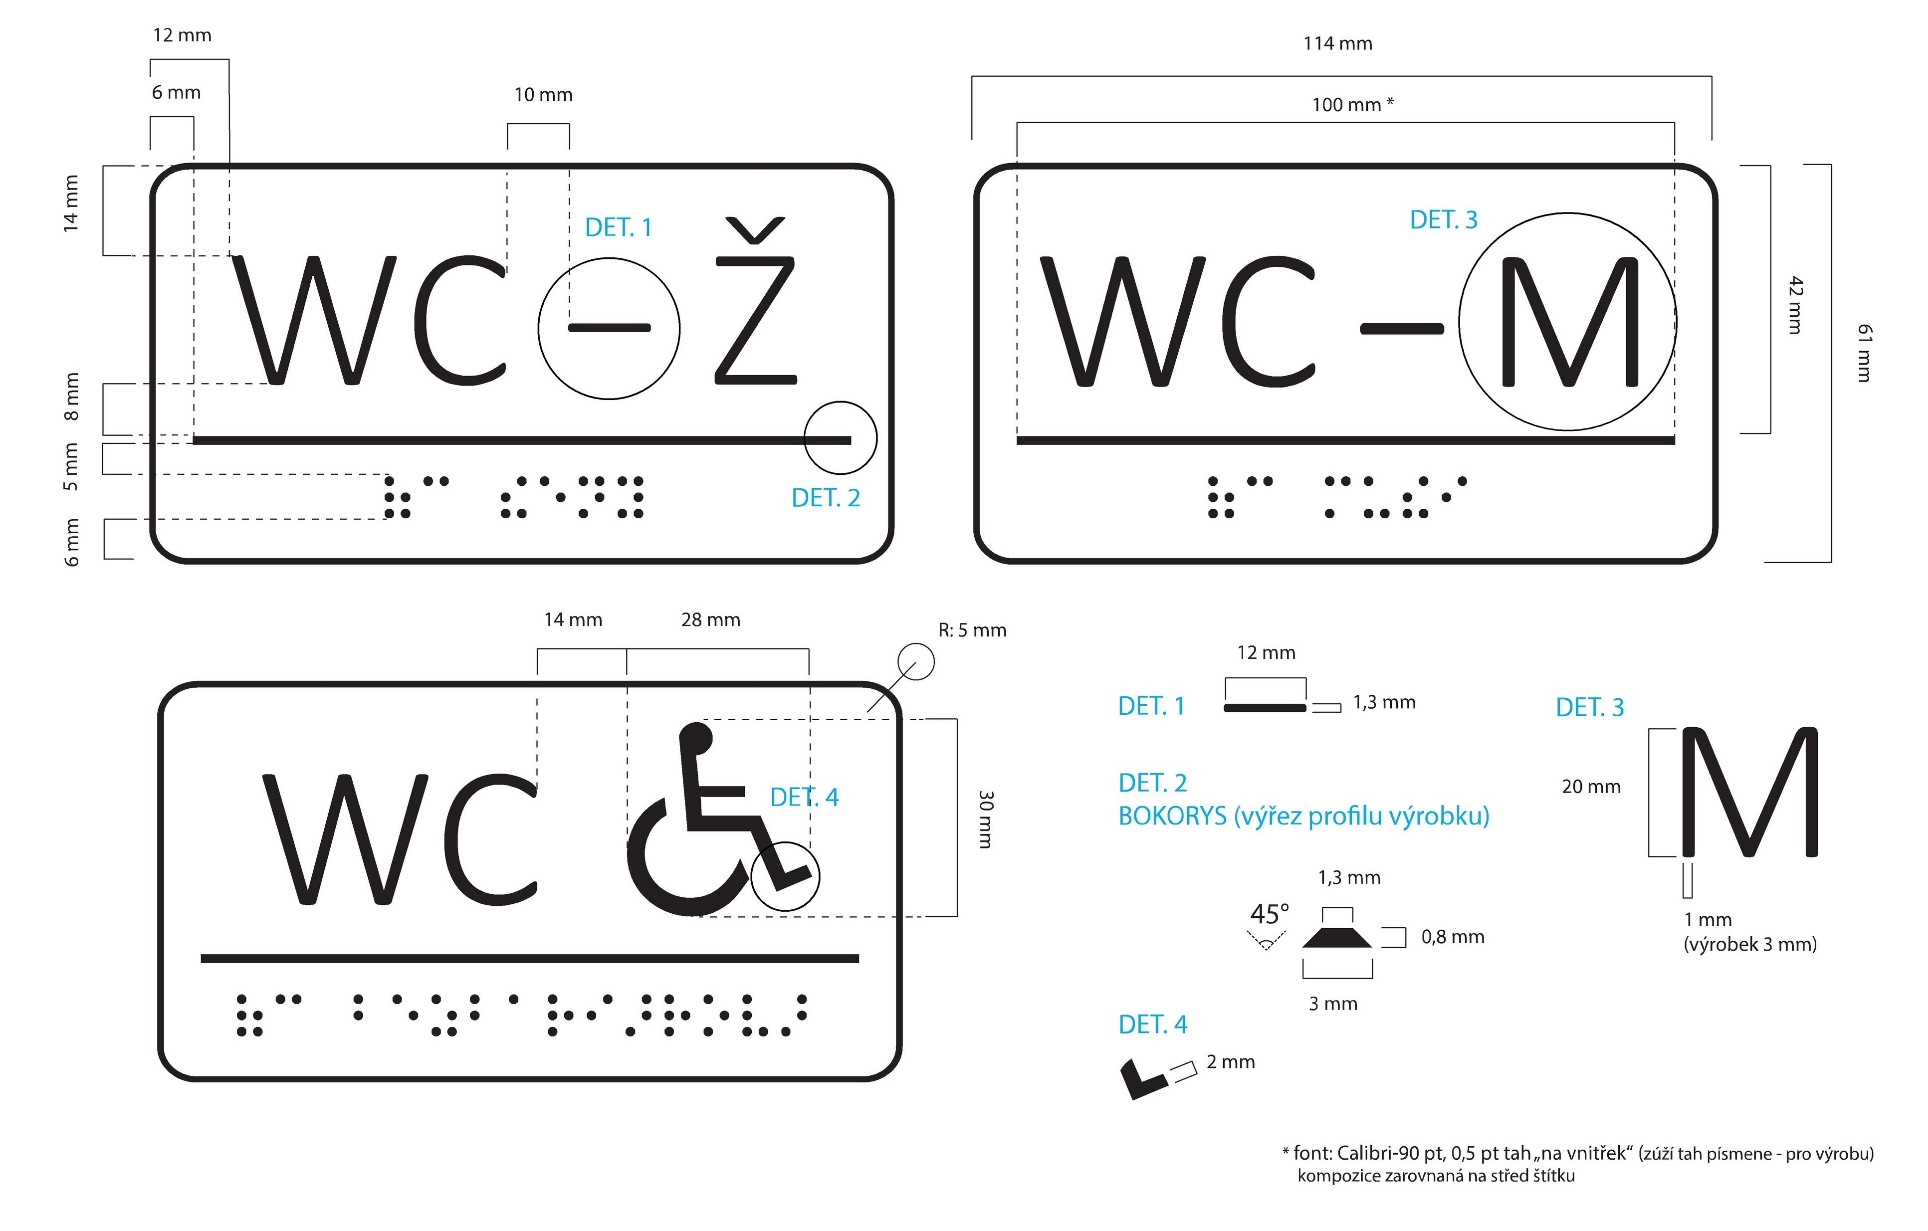 12 mm
6 mm
10 mm
14 mm
8 mm
5 mm
6 mm
DET. 1
WC – Ž
DET. 2
114 mm
100 mm *
DET. 3
WC – M
42 mm
61 mm
14 mm
28 mm
R: 5 mm
WC
DET. 4
30 mm
DET. 1
12 mm
1,3 mm
DET. 2
BOKORYS (výřez profilu výrobku)
1,3 mm
45°
0,8 mm
3 mm
DET. 4
2 mm
DET. 3
20 mm
M
1 mm
(výrobek 3 mm)
* font: Calibri-90 pt, 0,5 pt tah „na vnitřek“ (zúží tah písmene - pro výrobu)
kompozice zarovnaná na střed štítku